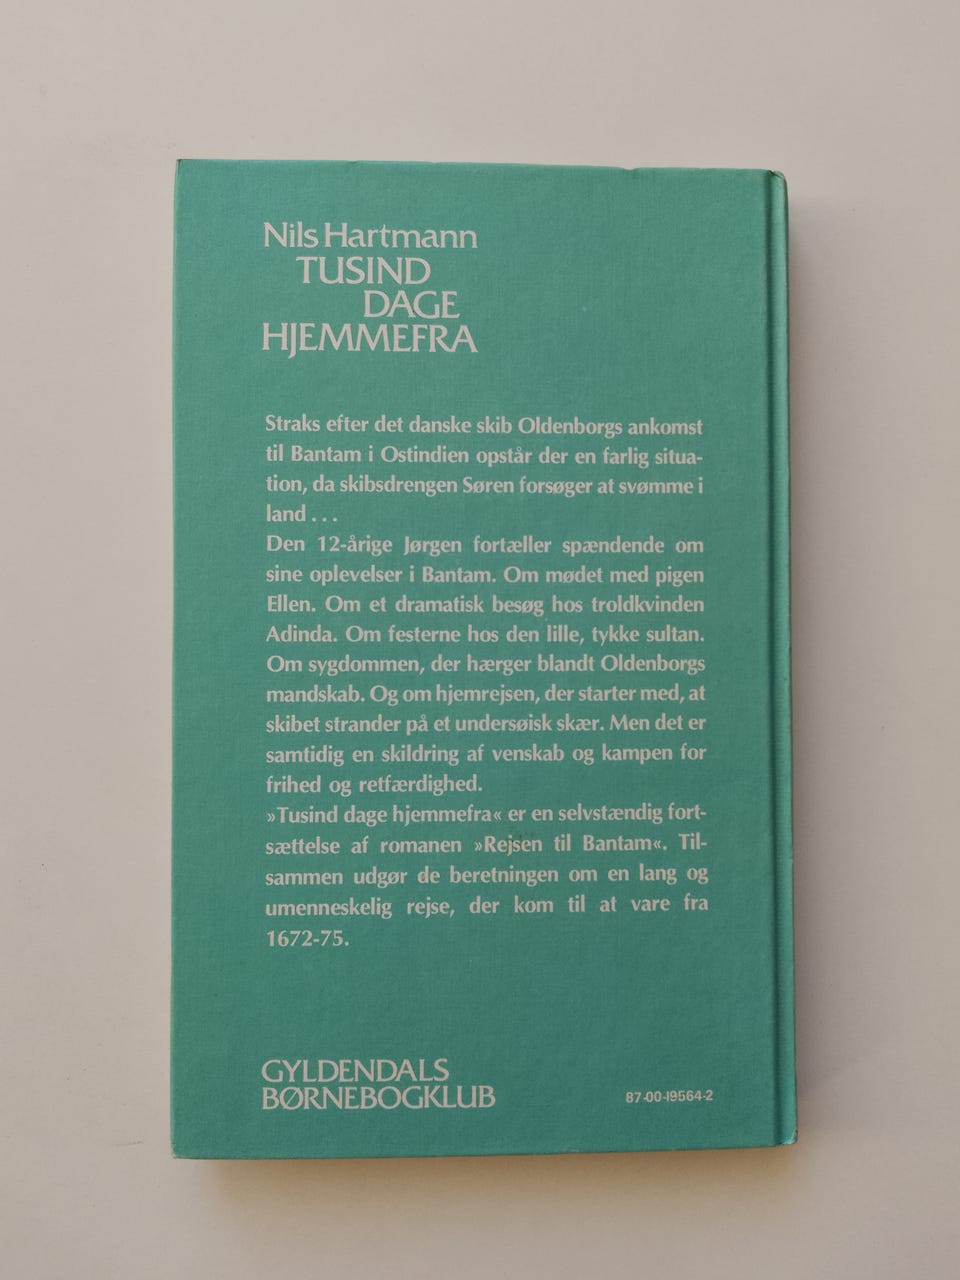 Nils Hartmann
TUSIND
DAGE
HJEMMEFRA
Straks efter det danske skib Oldenborgs ankomst
til Bantam i Ostindien opstår der en farlig situa-
tion, da skibsdrengen Søren forsøger at svømme i
land . . .
Den 12-årige Jørgen fortæller spændende om
sine oplevelser i Bantam. Om mødet med pigen
Ellen. Om et dramatisk besøg hos troldkvinden
Adinda. Om festerne hos den lille, tykke sultan.
Om sygdommen, der hærger blandt Oldenborgs
mandskab. Og om hjemrejsen, der starter med, at
skibet strander på et undersøisk skær. Men det er
samtidig en skildring af venskab og kampen for
frihed og retfærdighed.
»Tusind dage hjemmefra« er en selvstændig fort-
sættelse af romanen »Rejsen til Bantam«. Til-
sammen udgør de beretningen om en lang og
umenneskelig rejse, der kom til at vare fra
1672-75.
GYLDENDALS
BØRNEBOGKLUB
87-00-19564-2